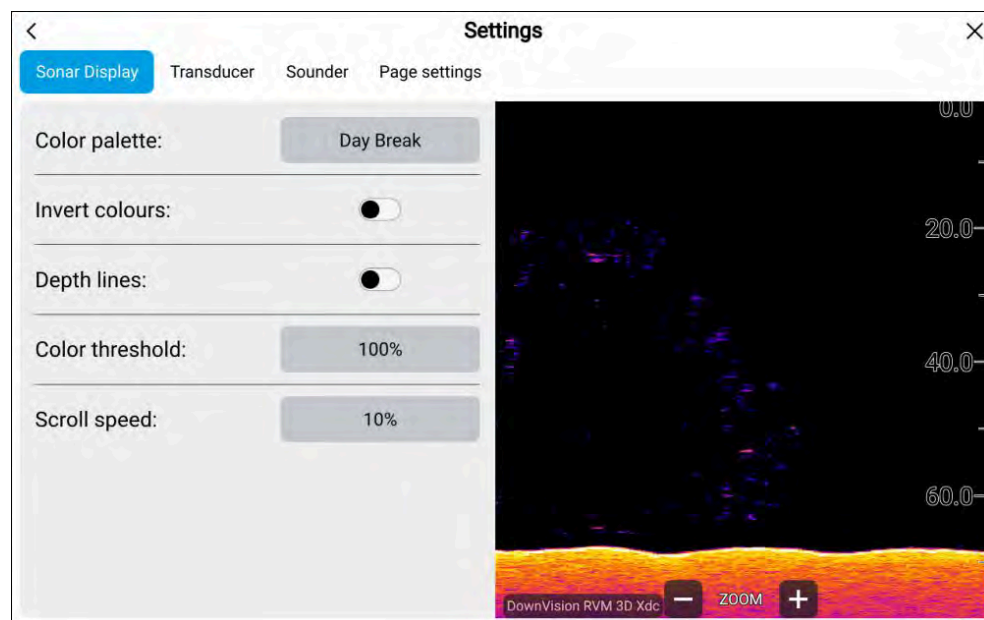 Settings
Sonar Display Transducer Sounder Page settings
Color palette: Day Break
Invert colours:
Depth lines:
Color threshold: 100%
Scroll speed: 10%
0.0
20.0
40.0
60.0
DownVision RVM 3D Xdc
ZOOM